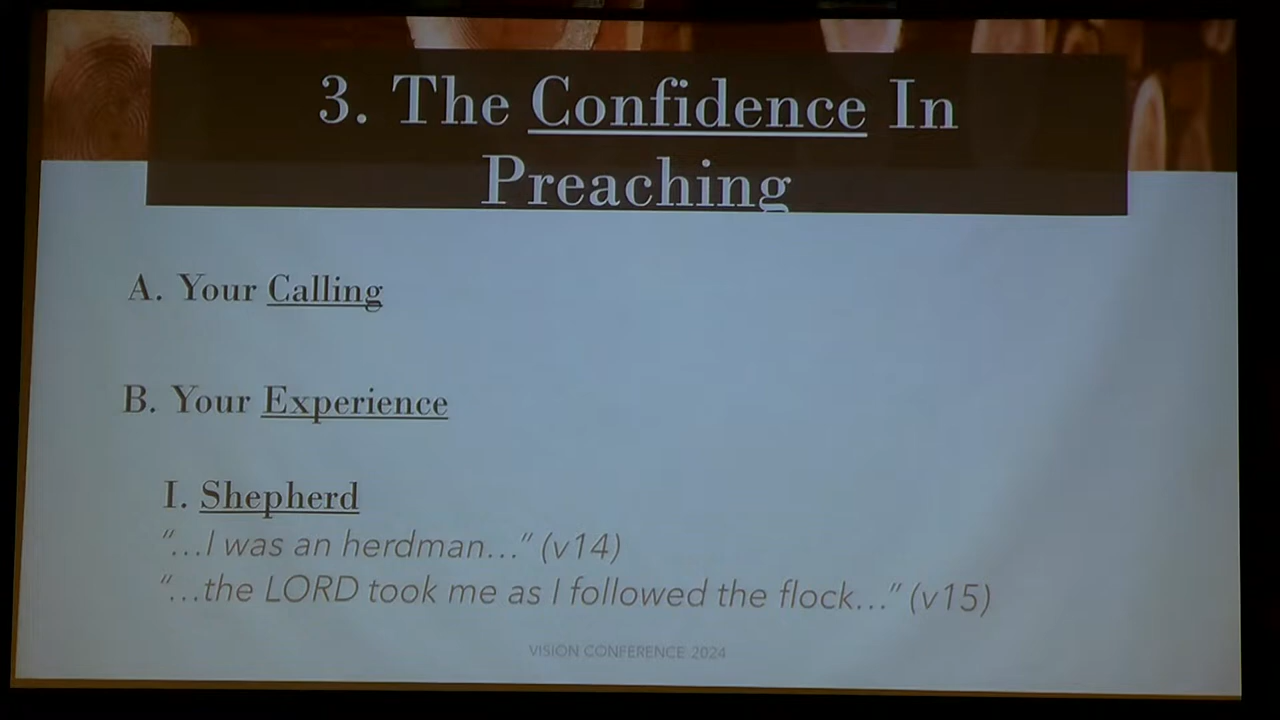 3. The Confidence In
Preaching
A. Your Calling
B. Your Experience
I. Shepherd
“...I was an herdman...” (v14)
“...the LORD took me as I followed the flock...” (v15)
VISION CONFERENCE 2024